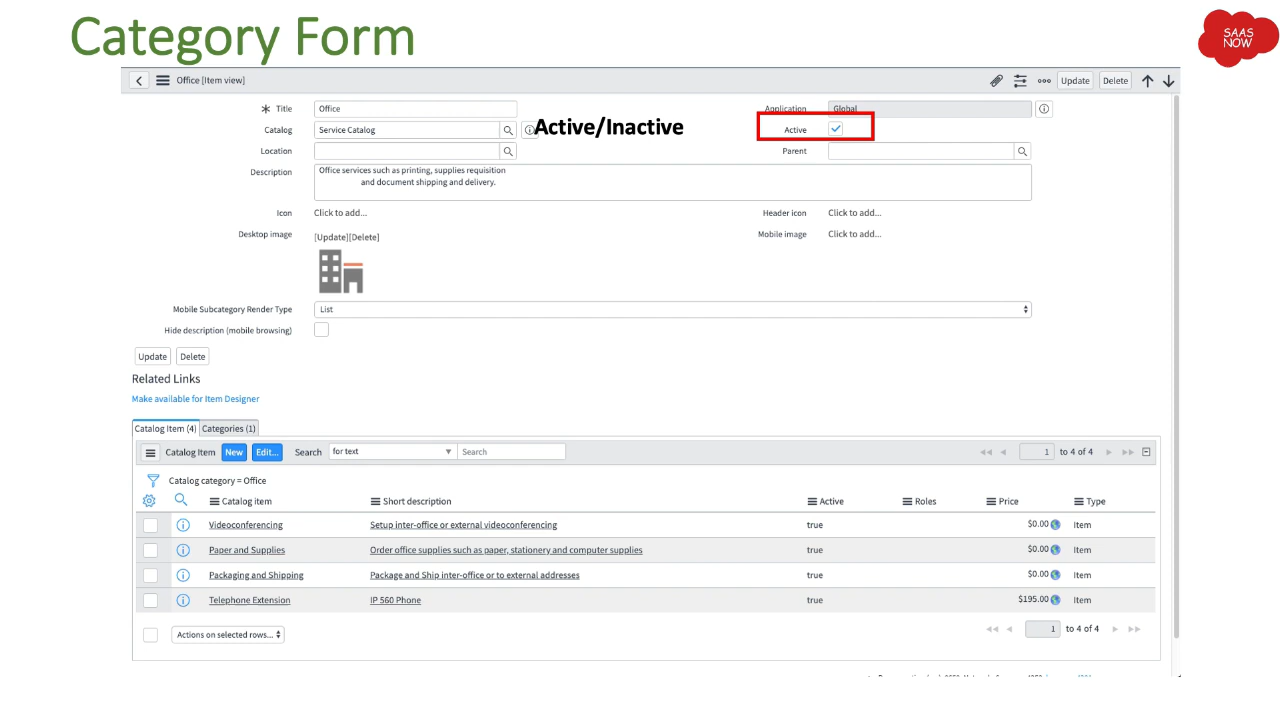 Category Form
SAAS
NOW
Office [Item view]
Update
Delete
Title
Office
Application
Global
Catalog
Service Catalog
Active/Inactive
Active
Location
Parent
Description
Office services such as printing, supplies requisition
and document shipping and delivery.
Icon
Click to add...
Header icon
Click to add...
Desktop image
[Update][Delete]
Mobile image
Click to add...
Mobile Subcategory Render Type
List
Hide description (mobile browsing)
Update
Delete
Related Links
Make available for Item Designer
Catalog Item (4)
Categories (1)
Catalog Item
New
Edit...
Search
for text
Search
1
to 4 of 4
Catalog category = Office
Catalog item
Short description
Active
Roles
Price
Type
Videoconferencing
Setup inter-office or external videoconferencing
true
$0.00
Item
Paper and Supplies
Order office supplies such as paper, stationery and computer supplies
true
$0.00
Item
Packaging and Shipping
Package and Ship inter-office or to external addresses
true
$0.00
Item
Telephone Extension
IP 560 Phone
true
$195.00
Item
Actions on selected rows...
1
to 4 of 4